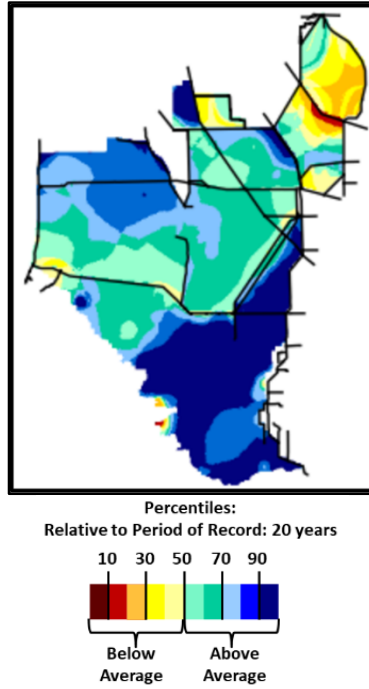 Percentiles:
Relative to Period of Record: 20 years
10 30 50 70 90
Below Above
Average Average